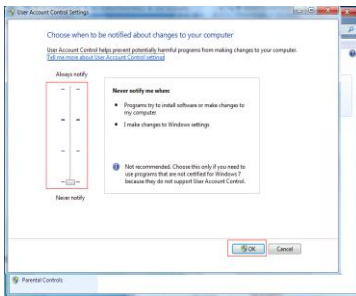 User Account Control Settings
Choose when to be notified about changes to your computer
User Account Control helps prevent potentially harmful programs from making changes to your computer.
Tell me more about User Account Control settings
Always notify
Never notify me when:
• Programs try to install software or make changes to
my computer
• I make changes to Windows settings
Not recommended. Choose this only if you need to
use programs that are not certified for Windows 7
because they do not support User Account Control.
Never notify
OK
Cancel
Parental Controls